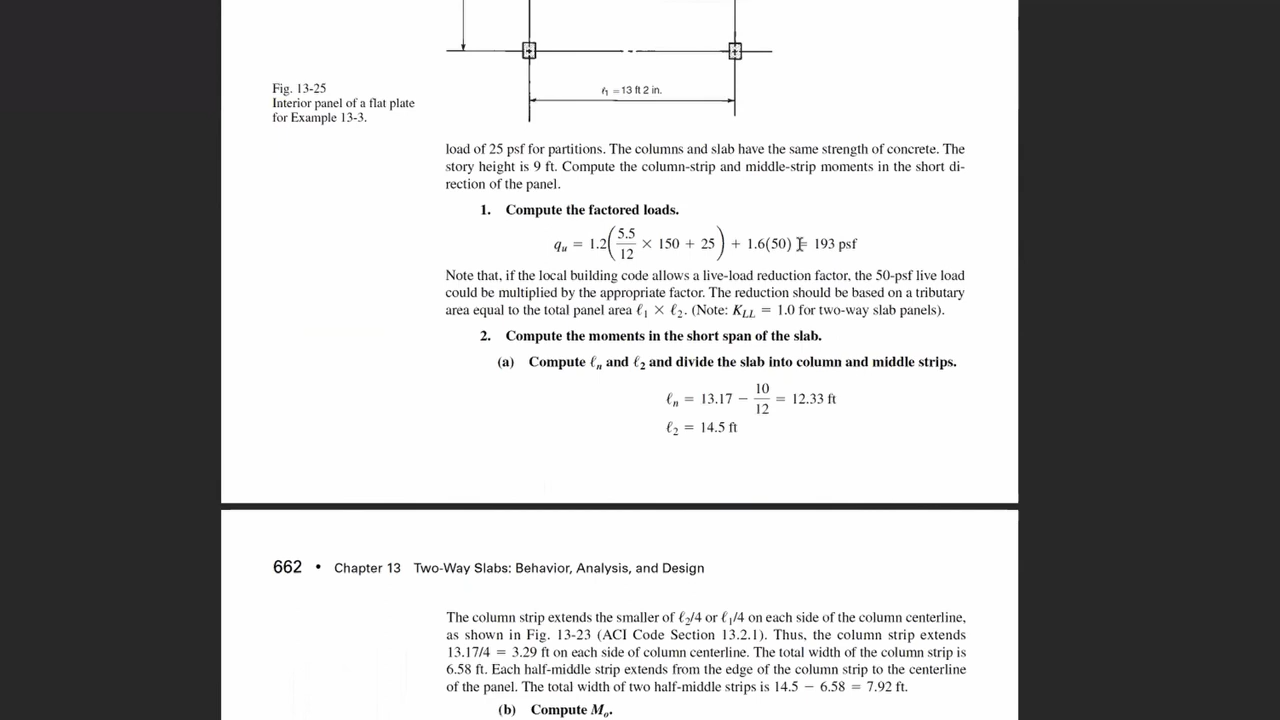 ℓ₁ = 13 ft 2 in.
Fig. 13-25
Interior panel of a flat plate
for Example 13-3.
load of 25 psf for partitions. The columns and slab have the same strength of concrete. The
story height is 9 ft. Compute the column-strip and middle-strip moments in the short di-
rection of the panel.
1. Compute the factored loads.
qᵤ = 1.2(5.5/12 × 150 + 25) + 1.6(50) = 193 psf
Note that, if the local building code allows a live-load reduction factor, the 50-psf live load
could be multiplied by the appropriate factor. The reduction should be based on a tributary
area equal to the total panel area ℓ₁ × ℓ₂. (Note: K_LL = 1.0 for two-way slab panels).
2. Compute the moments in the short span of the slab.
(a) Compute ℓₙ and ℓ₂ and divide the slab into column and middle strips.
ℓₙ = 13.17 − 10/12 = 12.33 ft
ℓ₂ = 14.5 ft
662 • Chapter 13 Two-Way Slabs: Behavior, Analysis, and Design
The column strip extends the smaller of ℓ₂/4 or ℓ₁/4 on each side of the column centerline,
as shown in Fig. 13-23 (ACI Code Section 13.2.1). Thus, the column strip extends
13.17/4 = 3.29 ft on each side of column centerline. The total width of the column strip is
6.58 ft. Each half-middle strip extends from the edge of the column strip to the centerline
of the panel. The total width of two half-middle strips is 14.5 − 6.58 = 7.92 ft.
(b) Compute Mₒ.